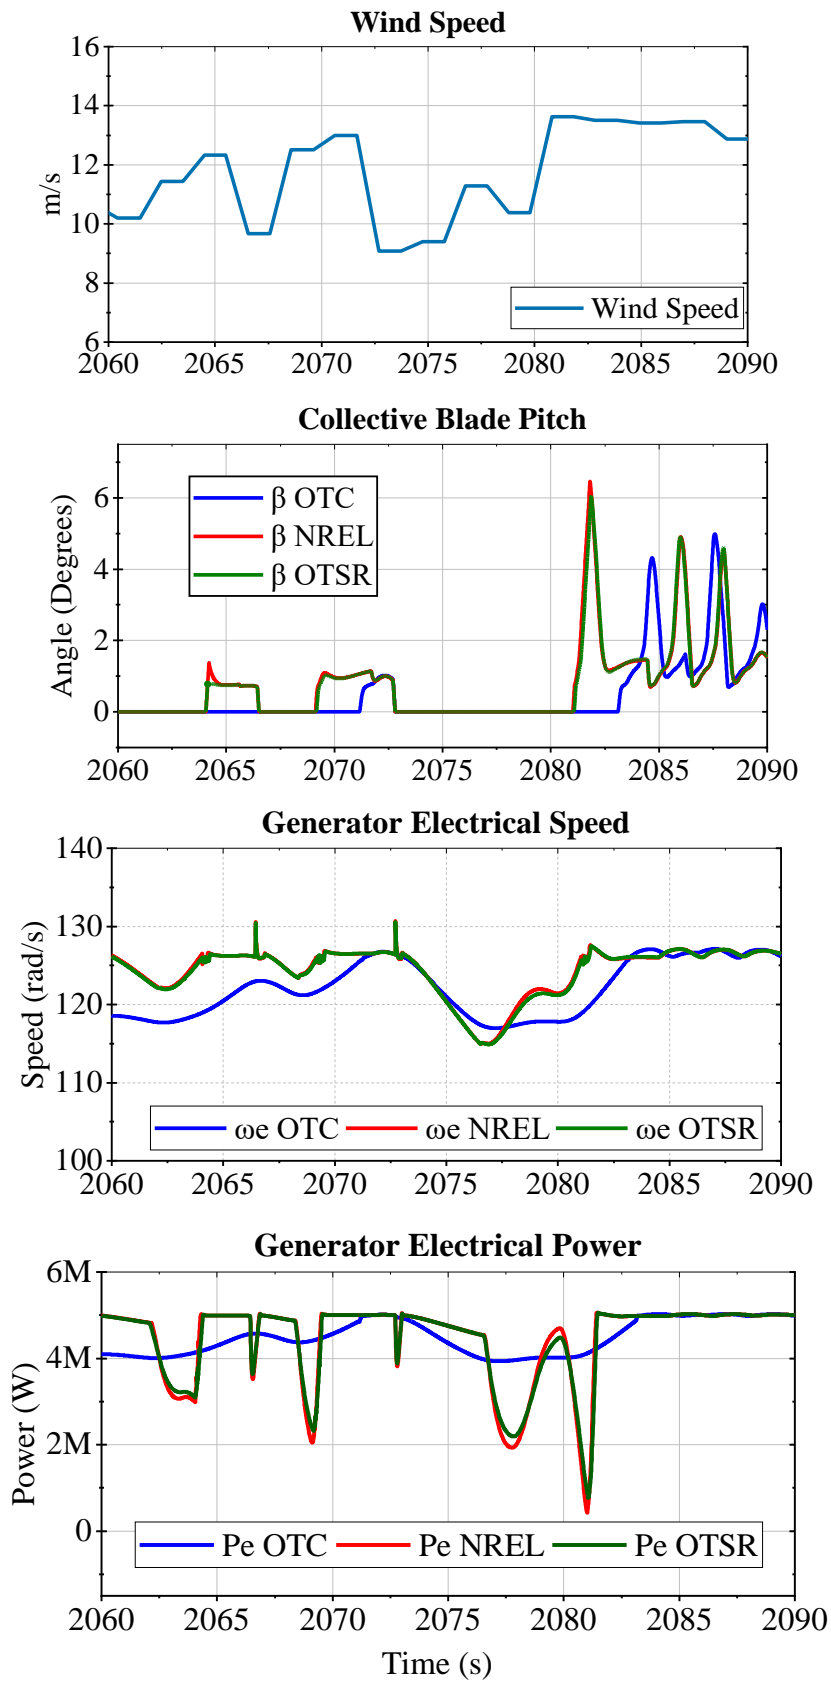 Wind Speed
16
14
12
10
8
6
m/s
Wind Speed
2060 2065 2070 2075 2080 2085 2090
Collective Blade Pitch
6
4
2
0
Angle (Degrees)
β OTC
β NREL
β OTSR
2060 2065 2070 2075 2080 2085 2090
Generator Electrical Speed
140
130
120
110
100
Speed (rad/s)
ωe OTC ωe NREL ωe OTSR
2060 2065 2070 2075 2080 2085 2090
Generator Electrical Power
6M
4M
2M
0
Power (W)
Pe OTC Pe NREL Pe OTSR
2060 2065 2070 2075 2080 2085 2090
Time (s)